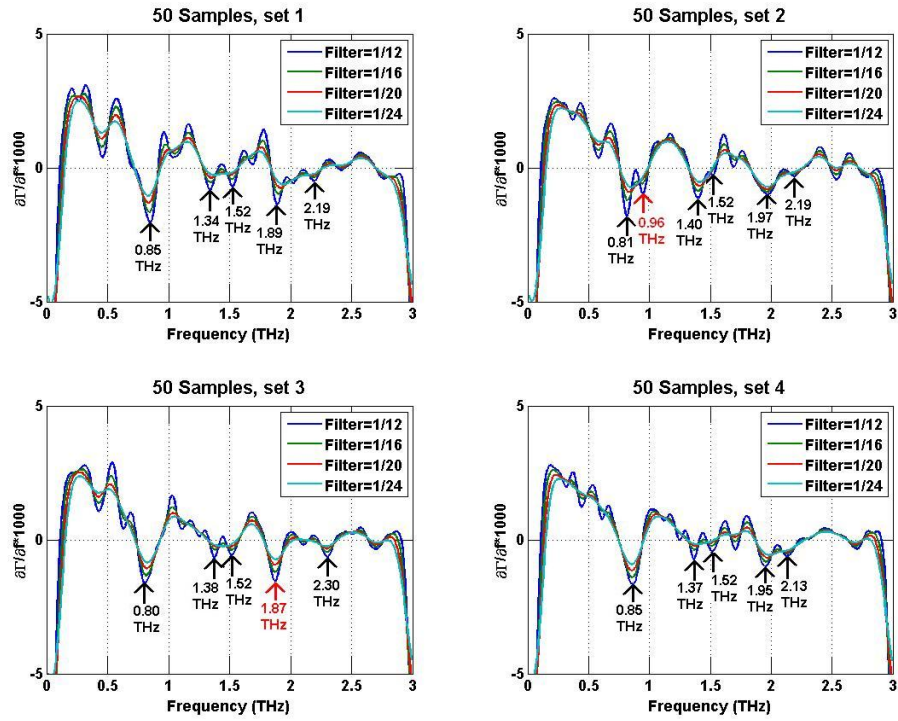 50 Samples, set 1
5
0
-5
∂Γ/∂f*1000
Filter=1/12
Filter=1/16
Filter=1/20
Filter=1/24
0.85
THz
1.34
THz
1.52
THz
1.89
THz
2.19
THz
0 0.5 1 1.5 2 2.5 3
Frequency (THz)
50 Samples, set 2
5
0
-5
∂Γ/∂f*1000
Filter=1/12
Filter=1/16
Filter=1/20
Filter=1/24
0.81
THz
0.96
THz
1.40
THz
1.52
THz
1.97
THz
2.19
THz
0 0.5 1 1.5 2 2.5 3
Frequency (THz)
50 Samples, set 3
5
0
-5
∂Γ/∂f*1000
Filter=1/12
Filter=1/16
Filter=1/20
Filter=1/24
0.80
THz
1.38
THz
1.52
THz
1.87
THz
2.30
THz
0 0.5 1 1.5 2 2.5 3
Frequency (THz)
50 Samples, set 4
5
0
-5
∂Γ/∂f*1000
Filter=1/12
Filter=1/16
Filter=1/20
Filter=1/24
0.85
THz
1.37
THz
1.52
THz
1.95
THz
2.13
THz
0 0.5 1 1.5 2 2.5 3
Frequency (THz)